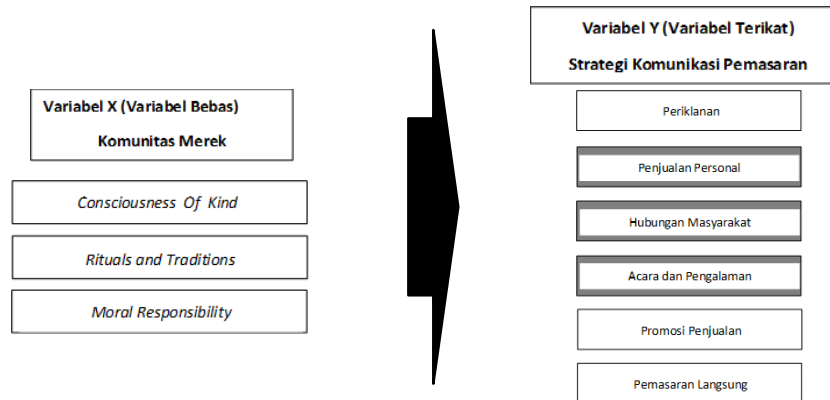 Variabel X (Variabel Bebas)
Komunitas Merek
Consciousness Of Kind
Rituals and Traditions
Moral Responsibility
Variabel Y (Variabel Terikat)
Strategi Komunikasi Pemasaran
Periklanan
Penjualan Personal
Hubungan Masyarakat
Acara dan Pengalaman
Promosi Penjualan
Pemasaran Langsung